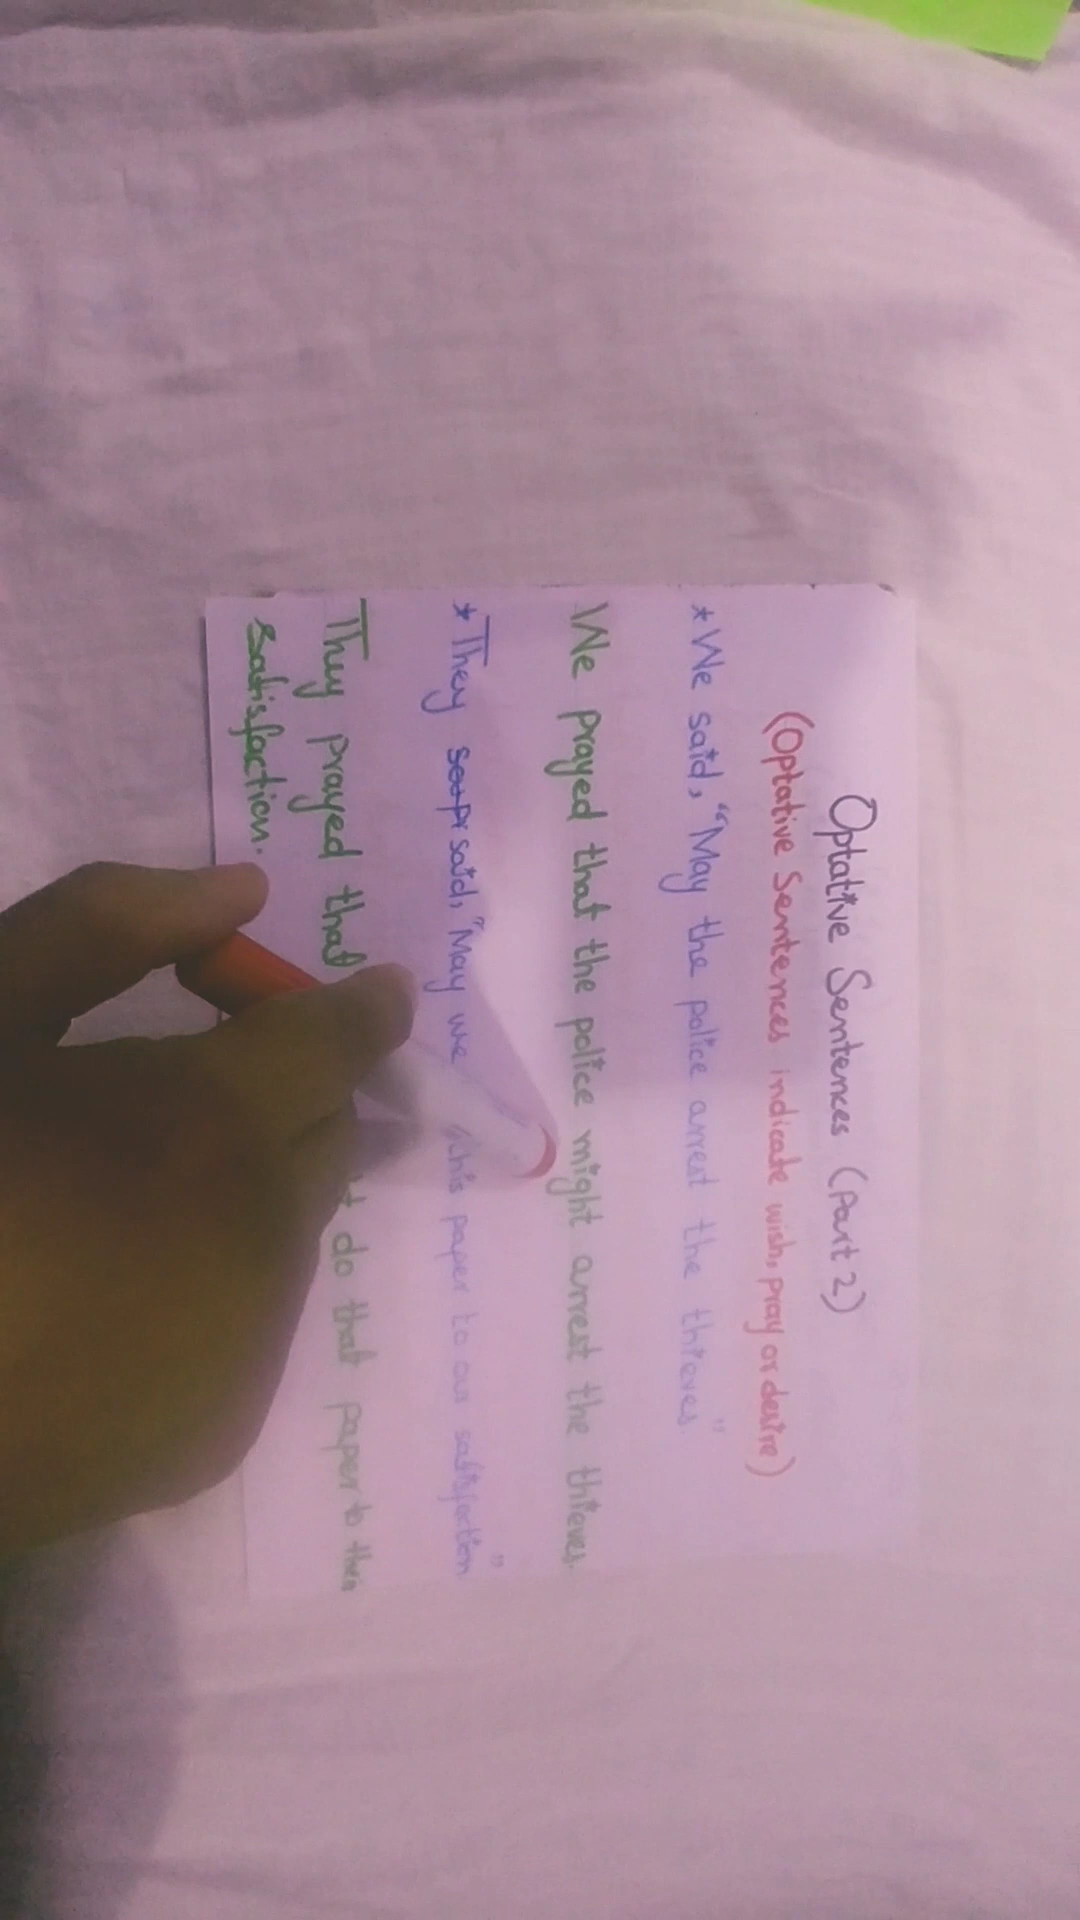 Optative Sentences (Part 2)
(Optative Sentences indicate wish, pray or desire)
* We said, "May the police arrest the thieves."
We prayed that the police might arrest the thieves.
* They said, "May we this paper to our satisfaction."
They prayed that do that paper to their
satisfaction.